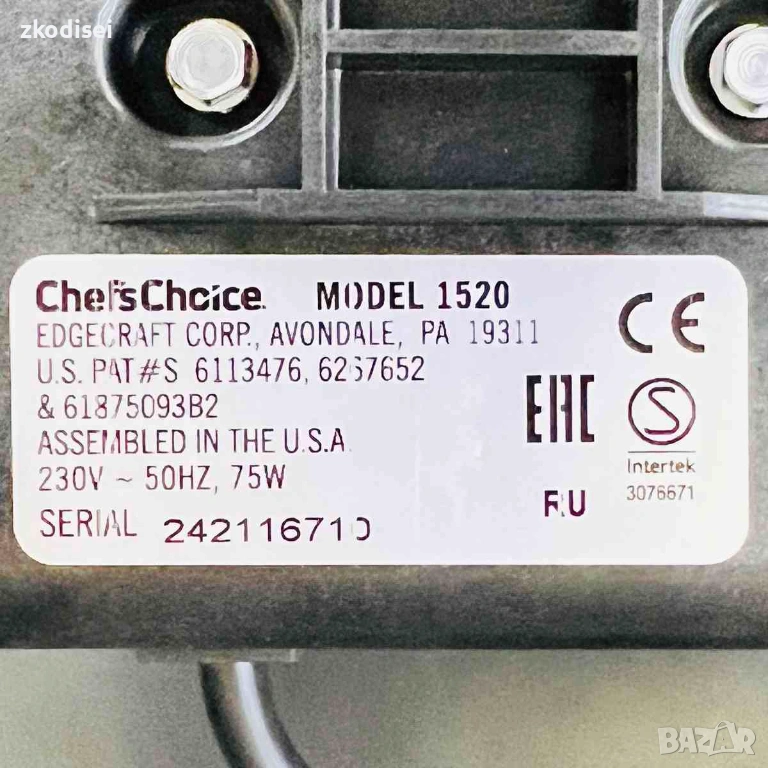 zkodisei
Chef'sChoice. MODEL 1520
EDGECRAFT CORP., AVONDALE, PA 19311
U.S. PAT#S 6113476, 6267652
& 61875093B2
ASSEMBLED IN THE U.S.A.
230V ~ 50HZ, 75W
SERIAL 242116710
CE
EAC
S
Intertek
3076671
RU
BAZAR